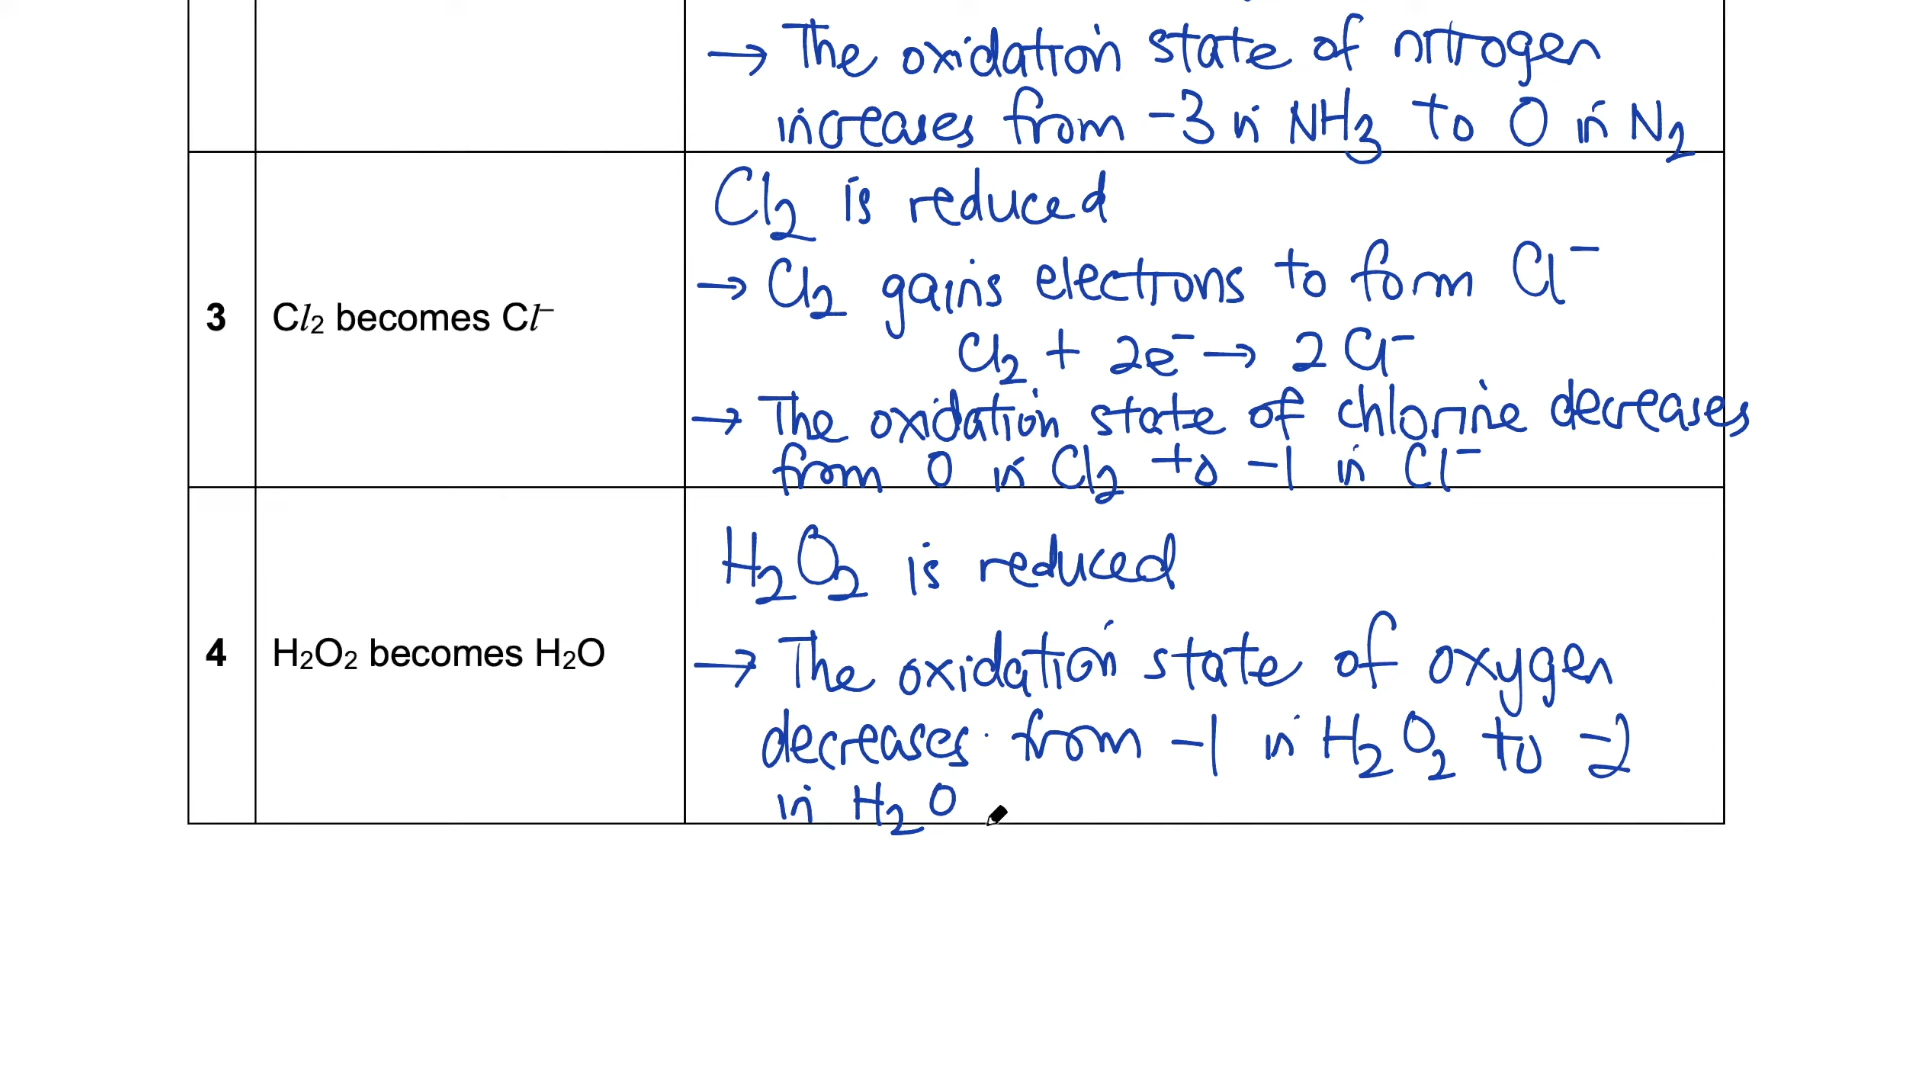 → The oxidation state of nitrogen
increases from -3 in NH3 to 0 in N2
3
Cl2 becomes Cl−
Cl2 is reduced
→ Cl2 gains electrons to form Cl−
Cl2 + 2e− → 2Cl−
→ The oxidation state of chlorine decreases
from 0 in Cl2 to -1 in Cl−
4
H2O2 becomes H2O
H2O2 is reduced
→ The oxidation state of oxygen
decreases from -1 in H2O2 to -2
in H2O